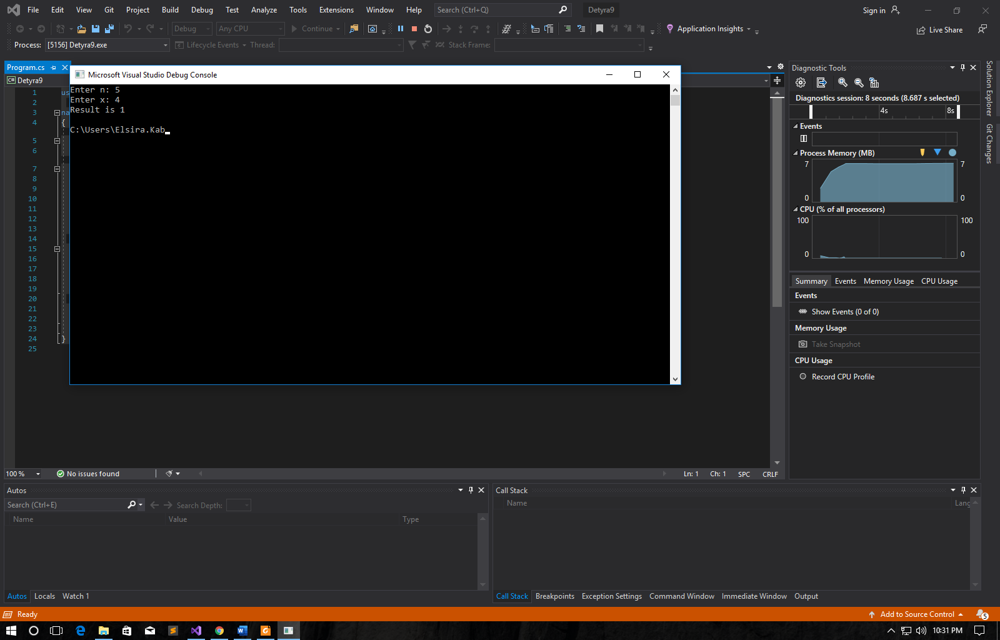 File Edit View Git Project Build Debug Test Analyze Tools Extensions Window Help Search (Ctrl+Q) Detyra9 Sign in
Debug Any CPU Continue Application Insights Live Share
Process: [5156] Detyra9.exe Lifecycle Events Thread: Stack Frame:
Program.cs
Detyra9
Microsoft Visual Studio Debug Console
Enter n: 5
Enter x: 4
Result is 1
C:\Users\Elsira.Kab
1 us
2
3 na
4 {
5
6
7
8
9
10
11
12
13
14
15
16
17
18
19
20
21
22
23
24 }
25
100 % No issues found Ln: 1 Ch: 1 SPC CRLF
Diagnostic Tools
Diagnostics session: 8 seconds (8.687 s selected)
4s 8s
Events
Process Memory (MB)
7 7
0 0
CPU (% of all processors)
100 100
0 0
Summary Events Memory Usage CPU Usage
Events
Show Events (0 of 0)
Memory Usage
Take Snapshot
CPU Usage
Record CPU Profile
Solution Explorer
Git Changes
Autos
Search (Ctrl+E) Search Depth:
Name Value Type
Autos Locals Watch 1
Call Stack
Name Lang
Call Stack Breakpoints Exception Settings Command Window Immediate Window Output
Ready Add to Source Control 5
10:31 PM